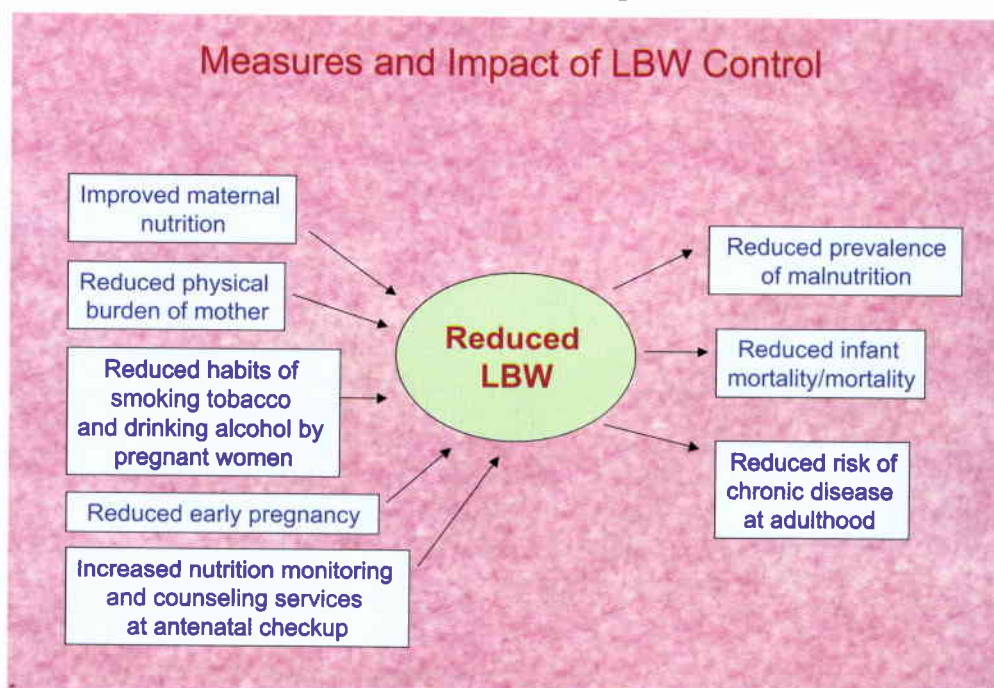 Measures and Impact of LBW Control
Improved maternal
nutrition
Reduced physical
burden of mother
Reduced habits of
smoking tobacco
and drinking alcohol by
pregnant women
Reduced early pregnancy
Increased nutrition monitoring
and counseling services
at antenatal checkup
Reduced
LBW
Reduced prevalence
of malnutrition
Reduced infant
mortality/mortality
Reduced risk of
chronic disease
at adulthood